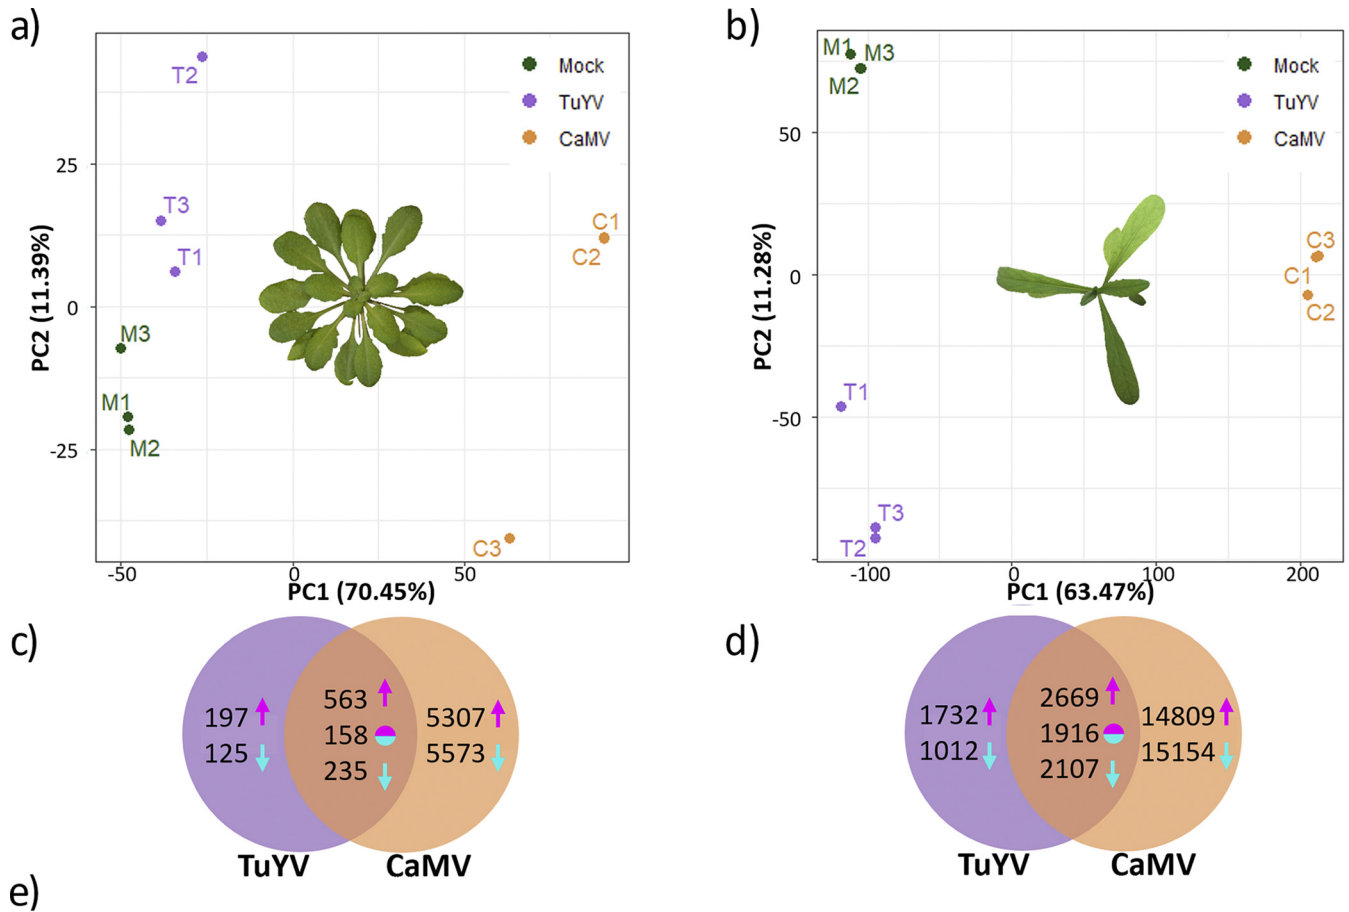 a)
Mock
TuYV
CaMV
T2
T3
T1
M3
M1
M2
C1
C2
C3
25
0
-25
PC2 (11.39%)
-50 0 50
PC1 (70.45%)
b)
Mock
TuYV
CaMV
M1 M3
M2
C3
C1
C2
T1
T3
T2
50
0
-50
PC2 (11.28%)
-100 0 100 200
PC1 (63.47%)
c)
197
125
563
158
235
5307
5573
TuYV CaMV
d)
1732
1012
2669
1916
2107
14809
15154
TuYV CaMV
e)